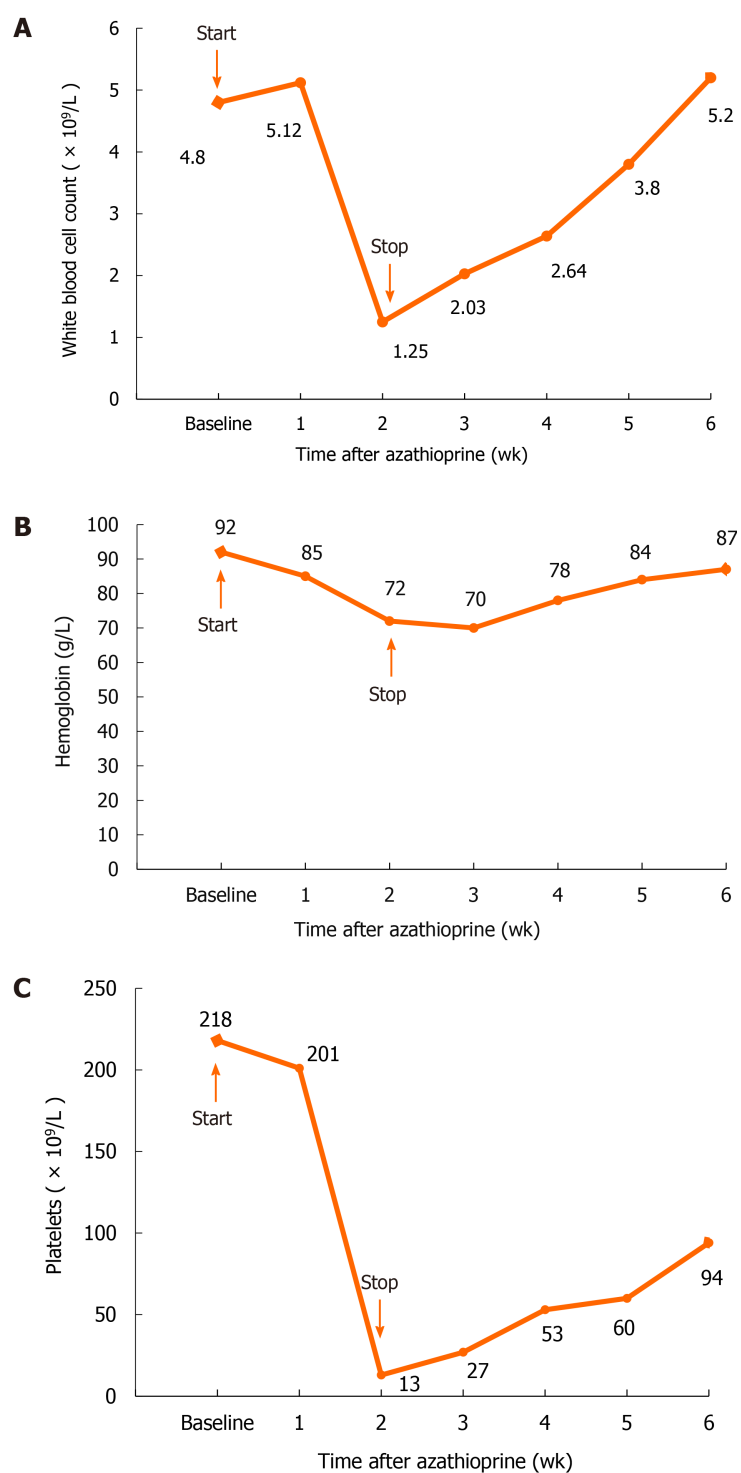 A
Start
White blood cell count ( × 10⁹/L )
6
5
4
3
2
1
0
4.8
5.12
Stop
1.25
2.03
2.64
3.8
5.2
Baseline 1 2 3 4 5 6
Time after azathioprine (wk)
B
Hemoglobin (g/L)
100
90
80
70
60
50
40
30
20
10
0
92
85
72
70
78
84
87
Start
Stop
Baseline 1 2 3 4 5 6
Time after azathioprine (wk)
C
Platelets ( × 10⁹/L )
250
200
150
100
50
0
218
201
Start
Stop
13
27
53
60
94
Baseline 1 2 3 4 5 6
Time after azathioprine (wk)